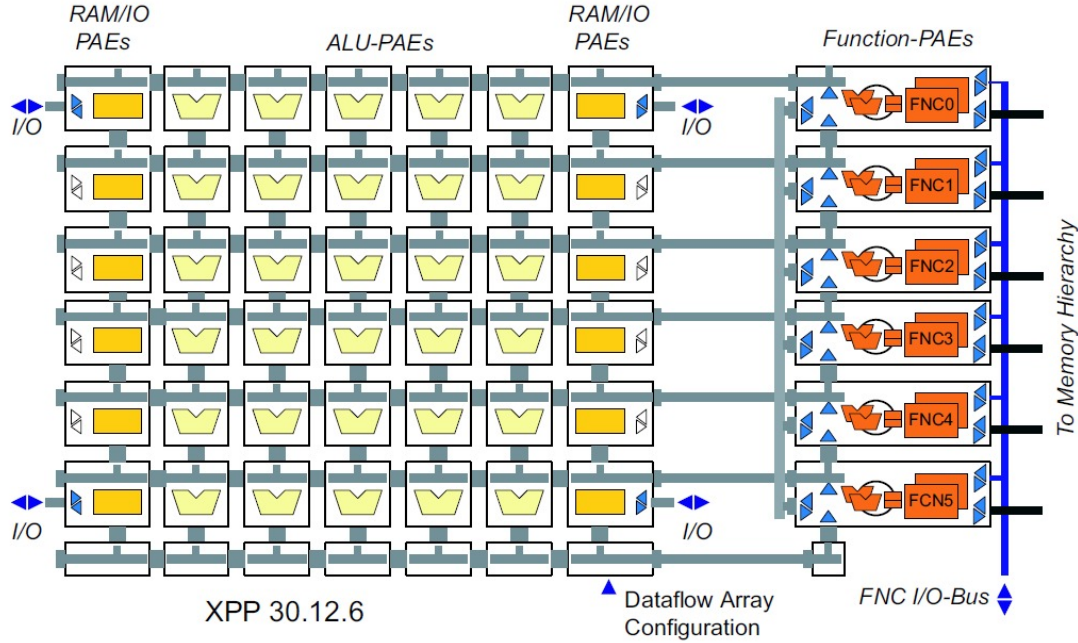 RAM/IO
PAEs
ALU-PAEs
RAM/IO
PAEs
Function-PAEs
I/O
I/O
FNC0
FNC1
FNC2
FNC3
FNC4
FCN5
To Memory Hierarchy
I/O
I/O
XPP 30.12.6
Dataflow Array
Configuration
FNC I/O-Bus